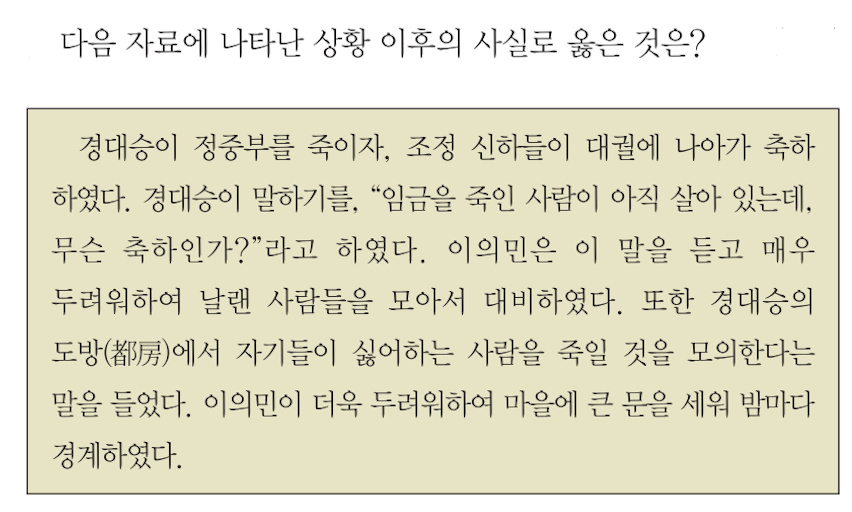 다음 자료에 나타난 상황 이후의 사실로 옳은 것은?
경대승이 정중부를 죽이자, 조정 신하들이 대궐에 나아가 축하
하였다. 경대승이 말하기를, “임금을 죽인 사람이 아직 살아 있는데,
무슨 축하인가?”라고 하였다. 이의민은 이 말을 듣고 매우
두려워하여 날랜 사람들을 모아서 대비하였다. 또한 경대승의
도방(都房)에서 자기들이 싫어하는 사람을 죽일 것을 모의한다는
말을 들었다. 이의민이 더욱 두려워하여 마을에 큰 문을 세워 밤마다
경계하였다.